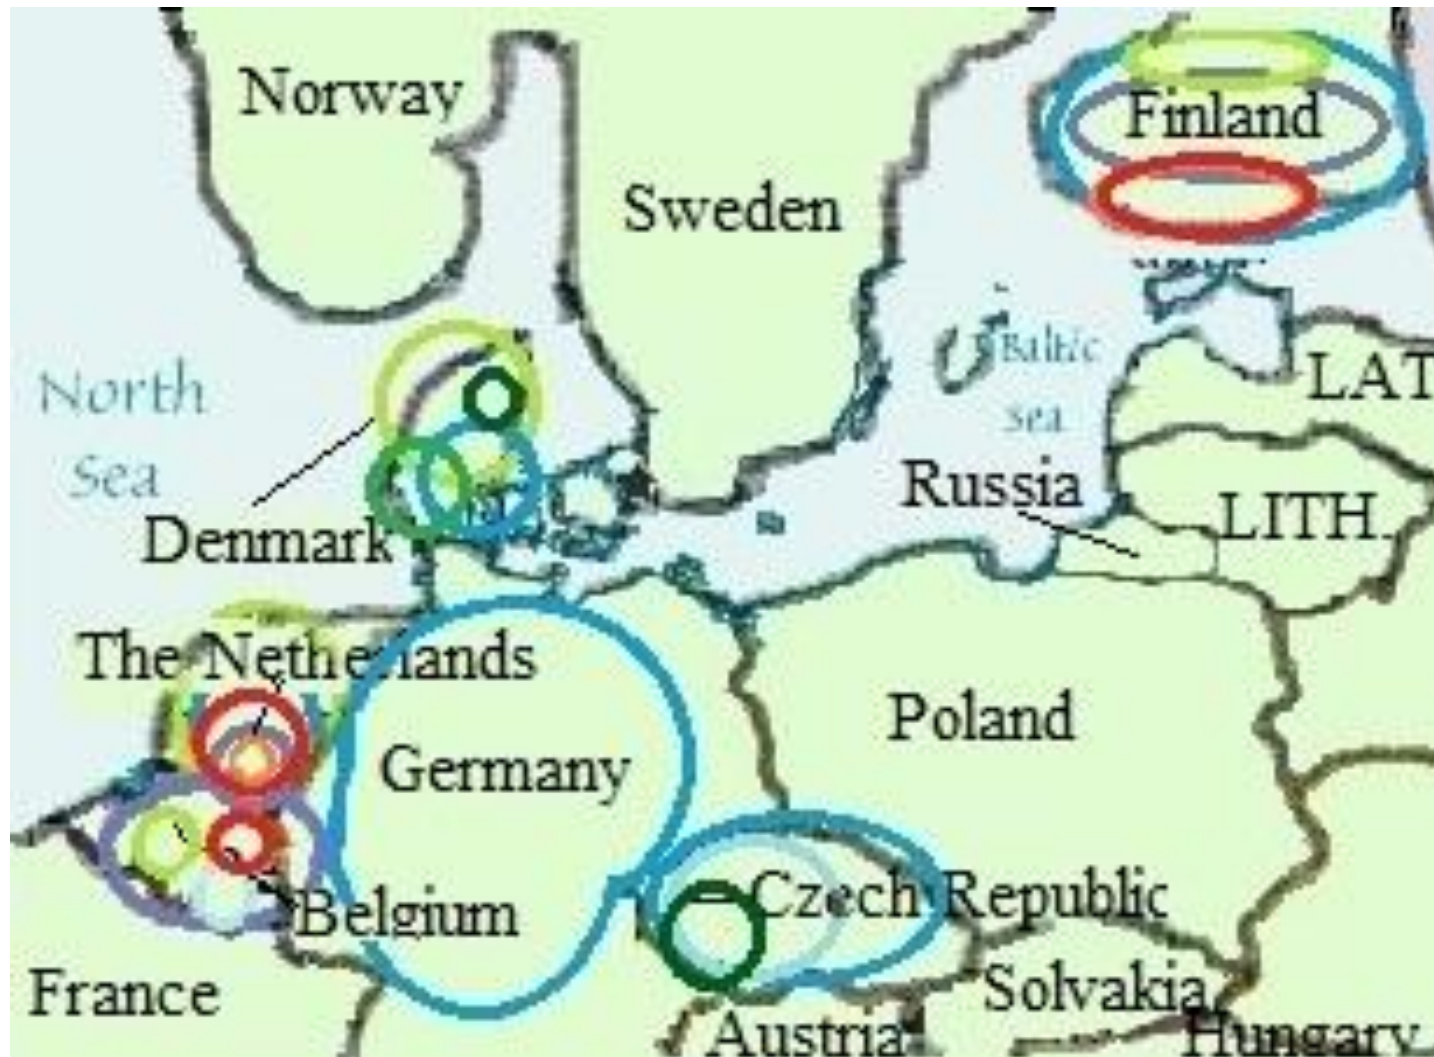 Norway
Finland
Sweden
North
Sea
Baltic
sea
LAT
Russia
LITH.
Denmark
The Netherlands
Poland
Germany
Czech Republic
Belgium
France
Solvakia
Austria
Hungary